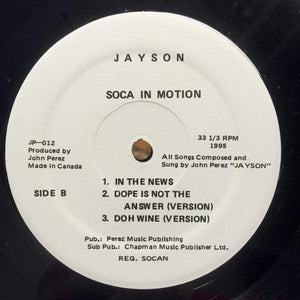 JAYSON
SOCA IN MOTION
JP—012
Produced by
John Perez
Made in Canada
33 1/3 RPM
1995
All Songs Composed and
Sung by John Perez "JAYSON"
SIDE B
1. IN THE NEWS
2. DOPE IS NOT THE
ANSWER (VERSION)
3. DOH WINE (VERSION)
Pub.: Perez Music Publishing
Sub Pub.: Chapman Music Publisher Ltd.
REG. SOCAN